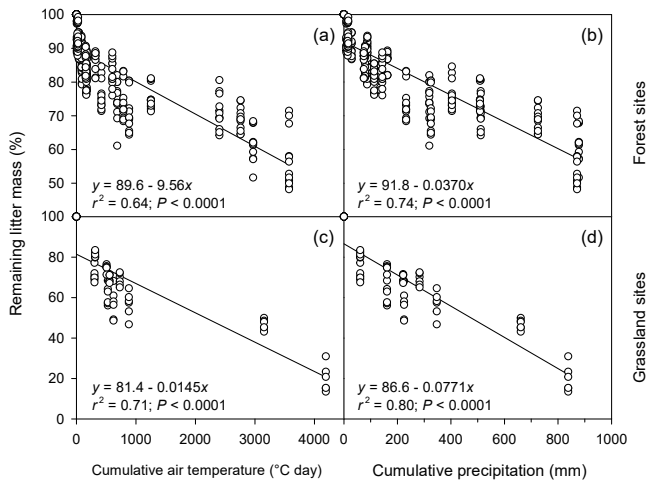 100
90
80
70
60
50
100
80
60
40
20
0
Remaining litter mass (%)
(a)
y = 89.6 - 9.56x
r² = 0.64; P < 0.0001
(b)
y = 91.8 - 0.0370x
r² = 0.74; P < 0.0001
Forest sites
(c)
y = 81.4 - 0.0145x
r² = 0.71; P < 0.0001
(d)
y = 86.6 - 0.0771x
r² = 0.80; P < 0.0001
Grassland sites
0 1000 2000 3000 4000
0 200 400 600 800 1000
Cumulative air temperature (°C day)
Cumulative precipitation (mm)